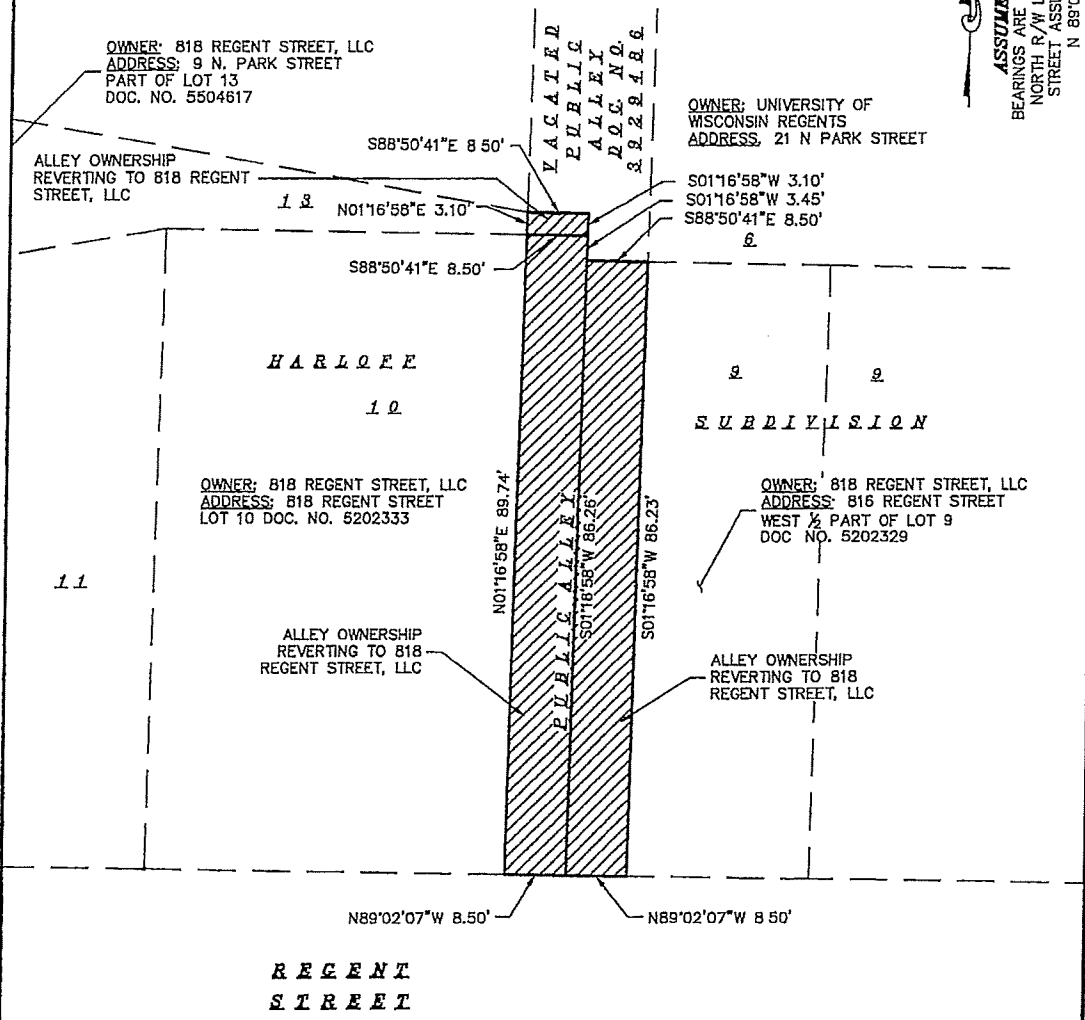 OWNER: 818 REGENT STREET, LLC
ADDRESS: 9 N. PARK STREET
PART OF LOT 13
DOC. NO. 5504617
VACATED
PUBLIC
ALLEY
DOC. NO.
3929486
ASSUME
BEARINGS ARE
NORTH R/W L
STREET ASSU
N 89°0
OWNER: UNIVERSITY OF
WISCONSIN REGENTS
ADDRESS, 21 N PARK STREET
S88°50'41"E 8 50'
ALLEY OWNERSHIP
REVERTING TO 818 REGENT
STREET, LLC
13
N01°16'58"E 3.10'
S01°16'58"W 3.10'
S01°16'58"W 3.45'
S88°50'41"E 8.50'
6
S88°50'41"E 8.50'
HARLOFF
10
9
9
SUBDIVISION
OWNER: 818 REGENT STREET, LLC
ADDRESS: 818 REGENT STREET
LOT 10 DOC. NO. 5202333
OWNER: 818 REGENT STREET, LLC
ADDRESS: 816 REGENT STREET
WEST ½ PART OF LOT 9
DOC NO. 5202329
11
N01°16'58"E 89.74'
PUBLIC ALLEY
S01°18'58"W 86.26'
S01°16'58"W 86.23'
ALLEY OWNERSHIP
REVERTING TO 818
REGENT STREET, LLC
ALLEY OWNERSHIP
REVERTING TO 818
REGENT STREET, LLC
N89°02'07"W 8.50'
N89°02'07"W 8 50'
REGENT
STREET